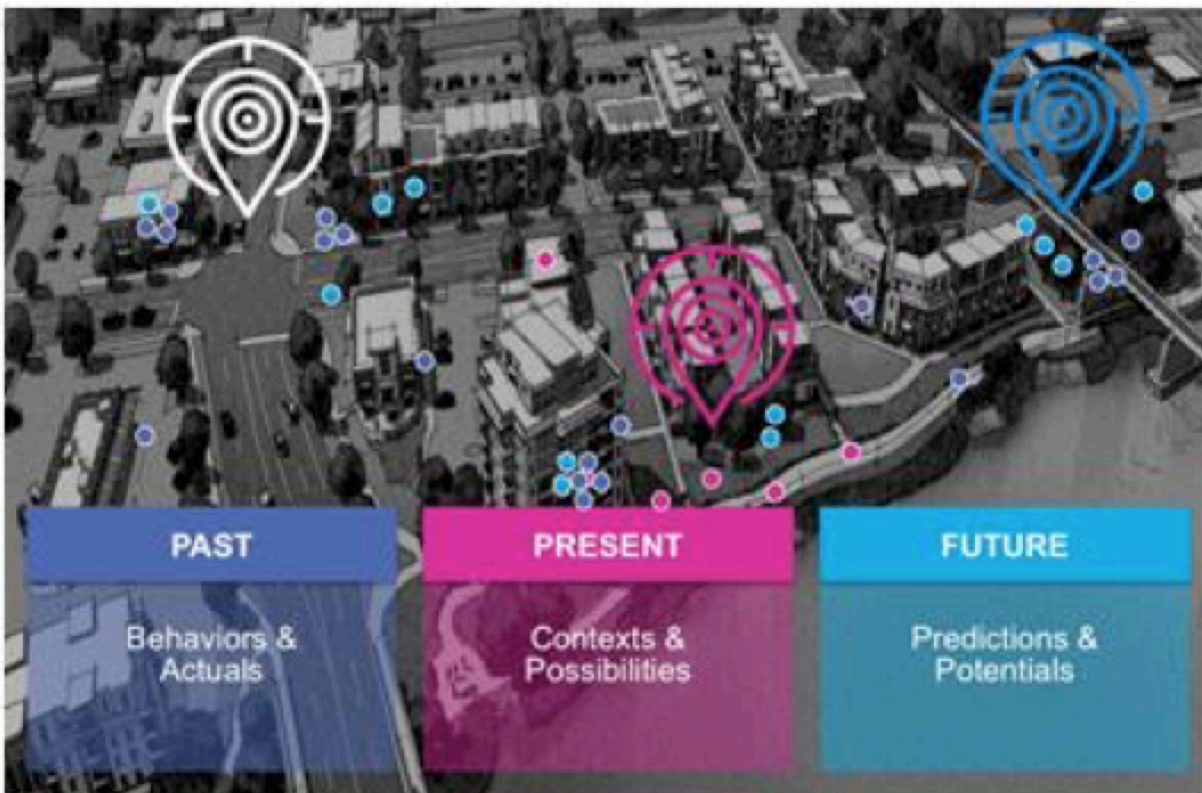 PAST
Behaviors &
Actuals
PRESENT
Contexts &
Possibilities
FUTURE
Predictions &
Potentials